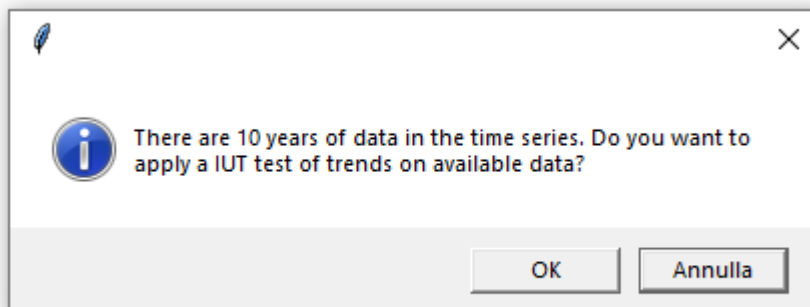 There are 10 years of data in the time series. Do you want to
apply a IUT test of trends on available data?
OK
Annulla